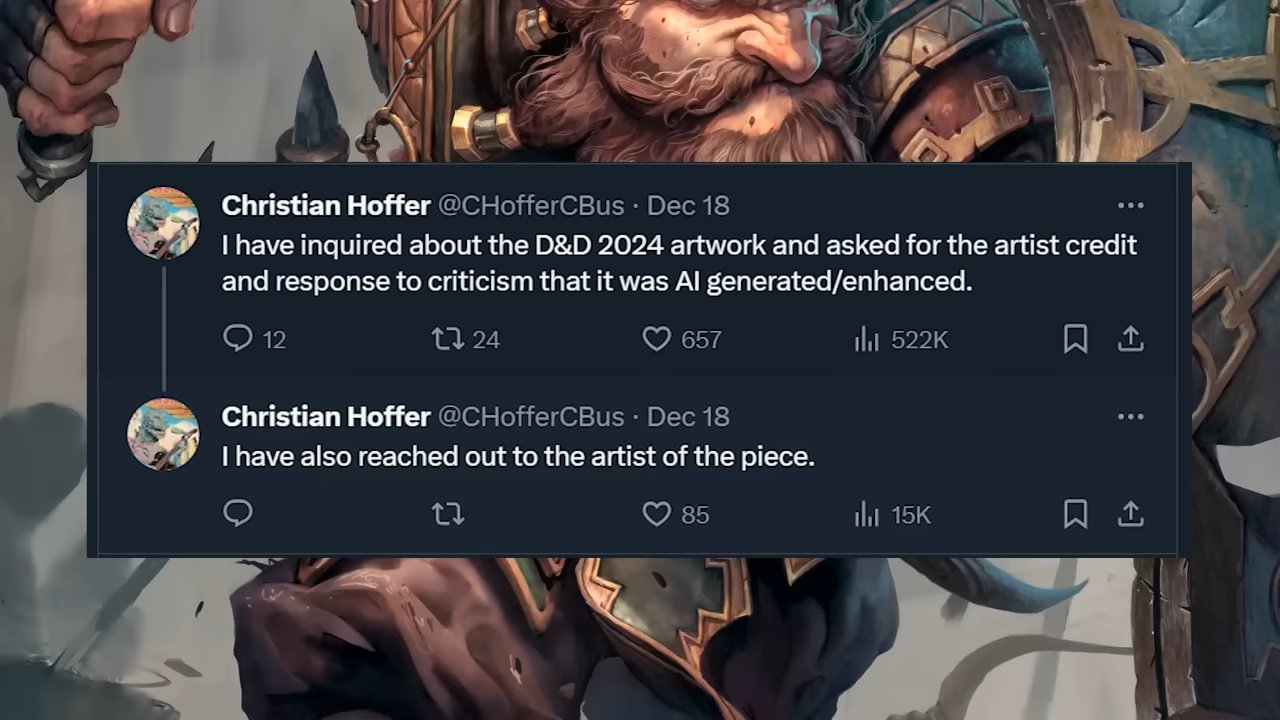 Christian Hoffer @CHofferCBus · Dec 18
I have inquired about the D&D 2024 artwork and asked for the artist credit
and response to criticism that it was AI generated/enhanced.
12 24 657 522K
Christian Hoffer @CHofferCBus · Dec 18
I have also reached out to the artist of the piece.
85 15K